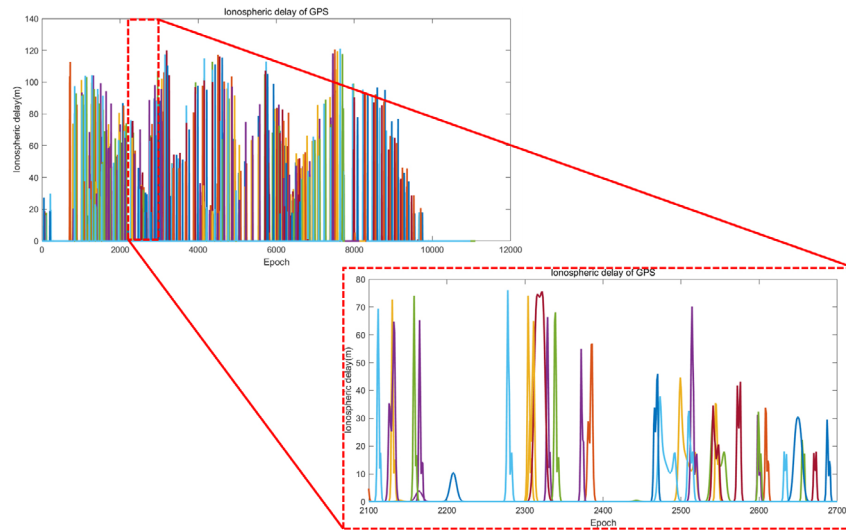 Ionospheric delay of GPS
140
120
100
80
60
40
20
0
Ionospheric delay(m)
0 2000 4000 6000 8000 10000 12000
Epoch
Ionospheric delay of GPS
80
70
60
50
40
30
20
10
0
Ionospheric delay(m)
2100 2200 2300 2400 2500 2600 2700
Epoch